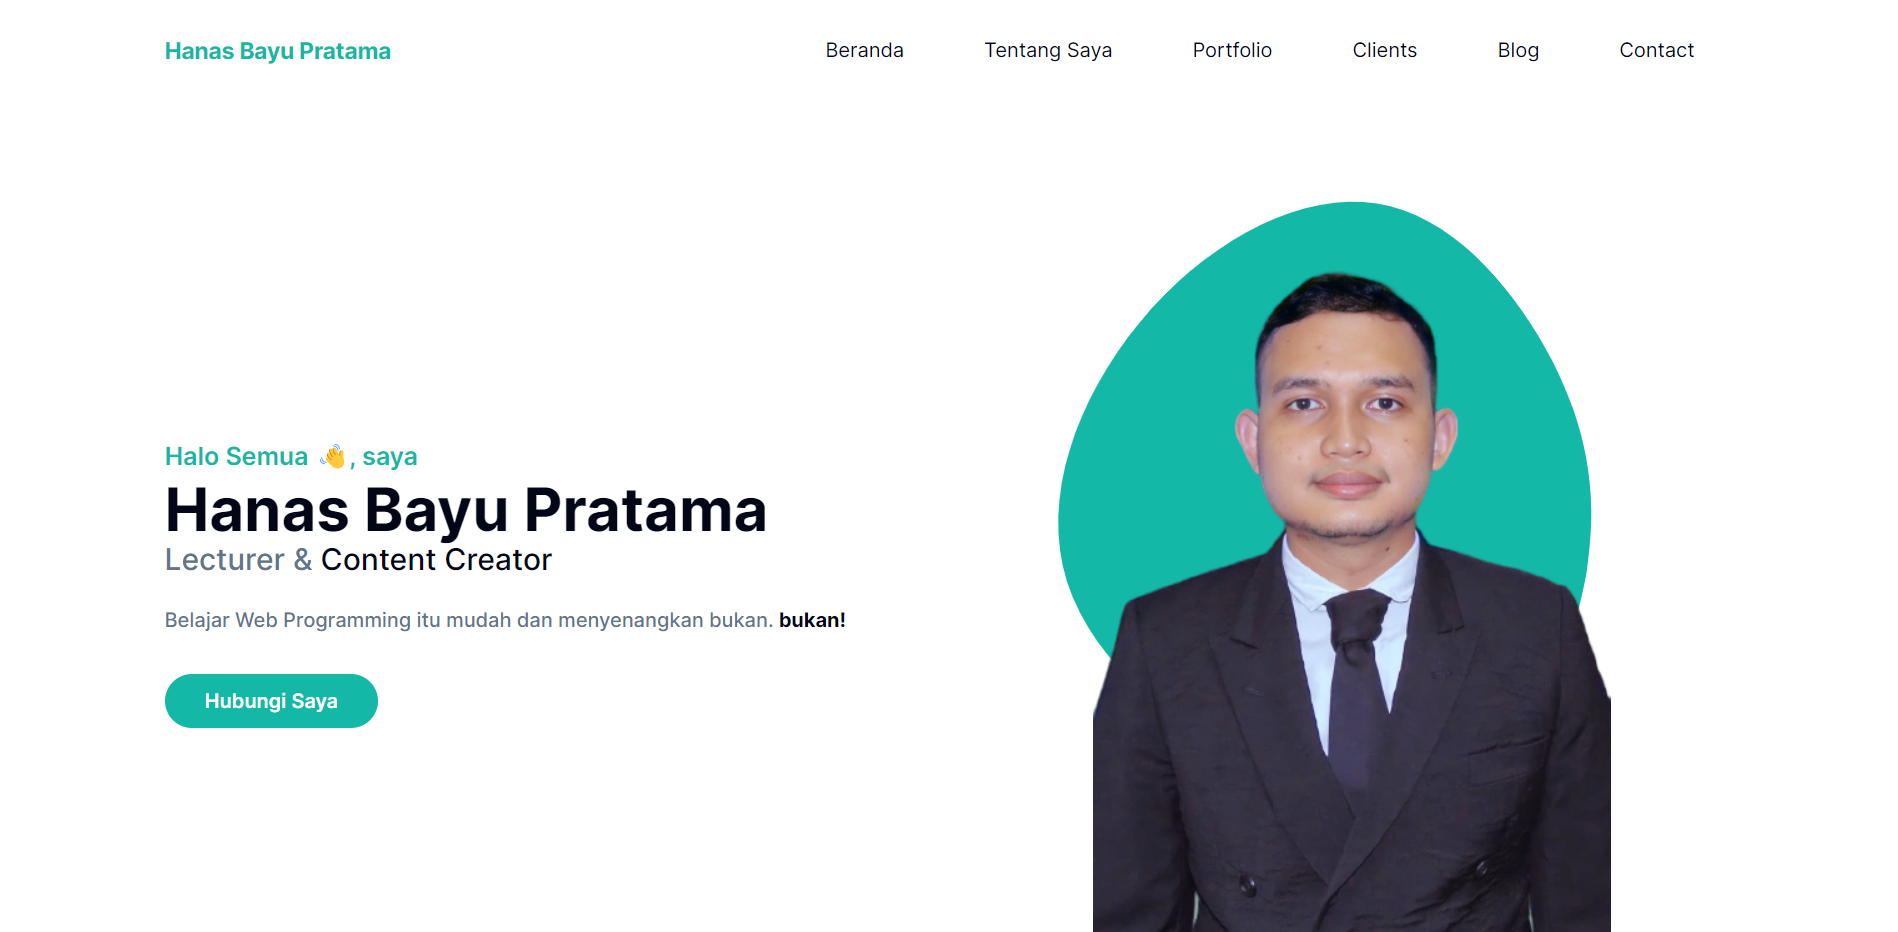 Hanas Bayu Pratama
Beranda Tentang Saya Portfolio Clients Blog Contact
Halo Semua 👋, saya
Hanas Bayu Pratama
Lecturer & Content Creator
Belajar Web Programming itu mudah dan menyenangkan bukan. bukan!
Hubungi Saya